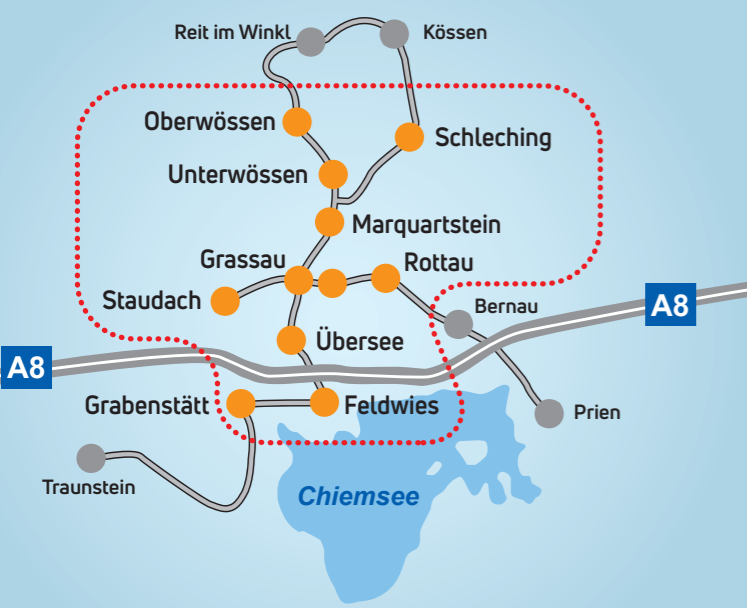 Reit im Winkl
Kössen
Oberwössen
Schleching
Unterwössen
Marquartstein
Grassau
Rottau
Staudach
Bernau
A8
Übersee
A8
Grabenstätt
Feldwies
Prien
Traunstein
Chiemsee